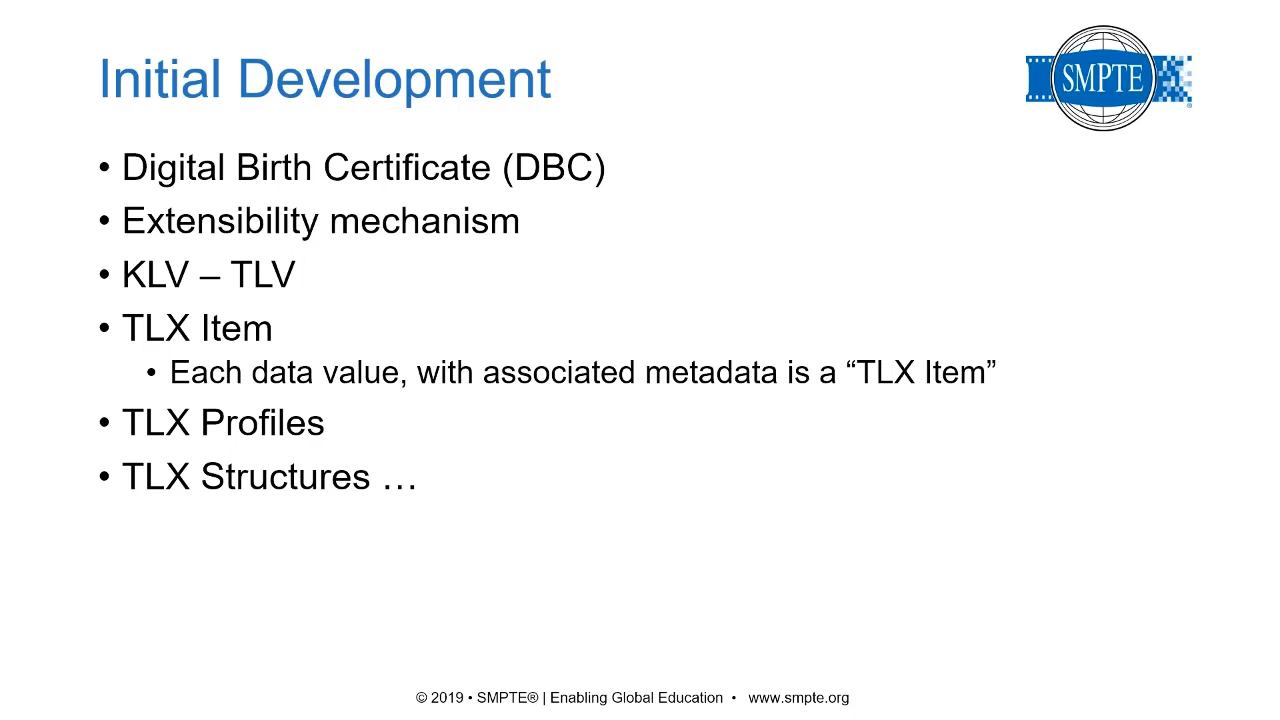 Initial Development
SMPTE
®
• Digital Birth Certificate (DBC)
• Extensibility mechanism
• KLV – TLV
• TLX Item
• Each data value, with associated metadata is a “TLX Item”
• TLX Profiles
• TLX Structures …
© 2019 • SMPTE® | Enabling Global Education • www.smpte.org